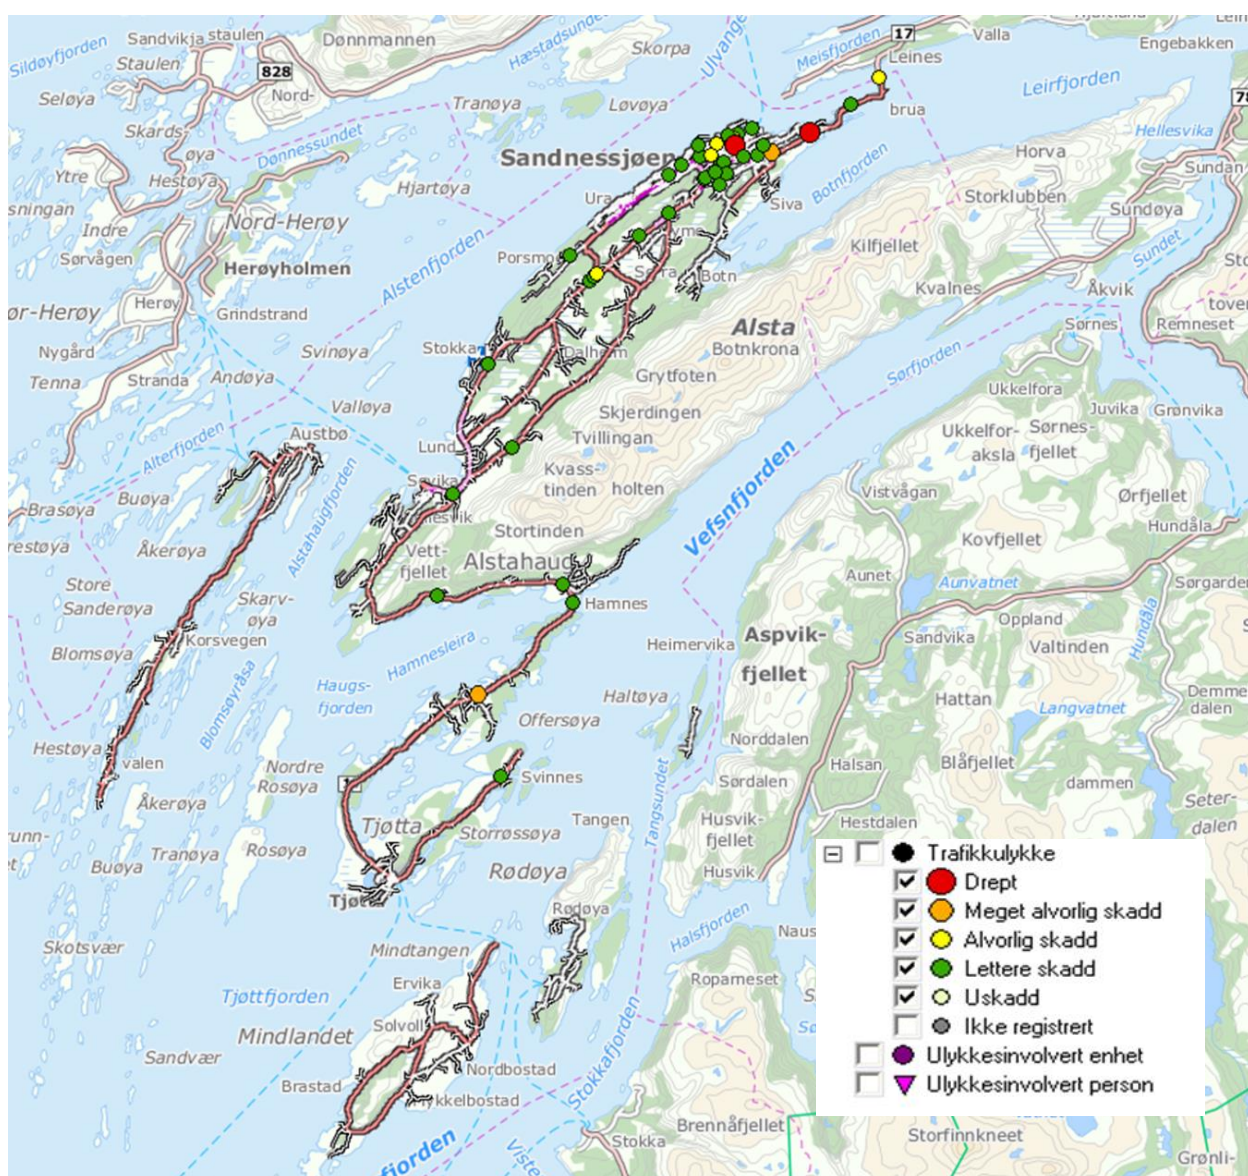 Sandvikja
staulen
Dønnmannen
Hæstadsundet
Skorpa
Ulvange
Meisfjorden
17
Valla
Leines
Engebakken
Sildøyfjorden
Staulen
828
Nord-
Seløya
Tranøya
Løvøya
brua
Leirfjorden
78
Skards-
øya
Dønnessundet
Hellesvika
Sandnessjøen
Horva
Sundan
Ytre
Hestøya
Hjartøya
Ura
Siva
Botnfjorden
Storklubben
Sundøya
sningan
Indre
Nord-Herøy
Sørvågen
Herøyholmen
Alstenfjorden
Porsmo
Botn
Kilfjellet
Sundet
Kvalnes
Åkvik
Herøy
Grindstrand
ør-Herøy
Alsta
Botnkrona
Sørnes
Remneset
Nygård
Svinøya
Stokka
Dalheim
Sørfjorden
Tenna
Stranda
Andøya
Grytfoten
Ukkelfora
Valløya
Skjerdingen
Juvika
Grønvika
Austbø
Lund
Tvillingan
Ukkelfor-
aksla
Sørnes-
fjellet
Alterfjorden
Buøya
Kvass-
tinden
holten
Vefsnfjorden
Vistvågan
Ørfjellet
Brasøya
Alstahaugfjorden
Stortinden
Hundåla
Åkerøya
Vett-
fjellet
Alstahaug
Kovfjellet
Store
Sanderøya
Skarv-
øya
Hamnes
Aunet
Aunvatnet
Sørgarden
Korsvegen
Oppland
Hundåla
Blomsøya
Hamnesleira
Heimervika
Aspvik-
fjellet
Sandvika
Valtinden
Haugs-
fjorden
Haltøya
Hattan
Blomsøyråsa
Offersøya
Langvatnet
Hestøya
valen
Norddalen
Halsan
Blåfjellet
Nordre
Rosøya
Svinnes
Sørdalen
dammen
Åkerøya
Tjøtta
Storrøssøya
Tangen
Tangsundet
Husvik-
fjellet
Hestdalen
Seter-
dalen
Buøya
Tranøya
Rosøya
Rødøya
Husvik
Rødøya
Halsfjorden
Skotsvær
Mindtangen
Ervika
Ropameset
Tjøttfjorden
Mindlandet
Solvoll
Sandvær
Nordbostad
Brastad
Stokkafjorden
Brennåfjellet
Stokka
Storfinnkneet
Grønli-
fjorden
Trafikkulykke
Drept
Meget alvorlig skadd
Alvorlig skadd
Lettere skadd
Uskadd
Ikke registrert
Ulykkesinvolvert enhet
Ulykkesinvolvert person